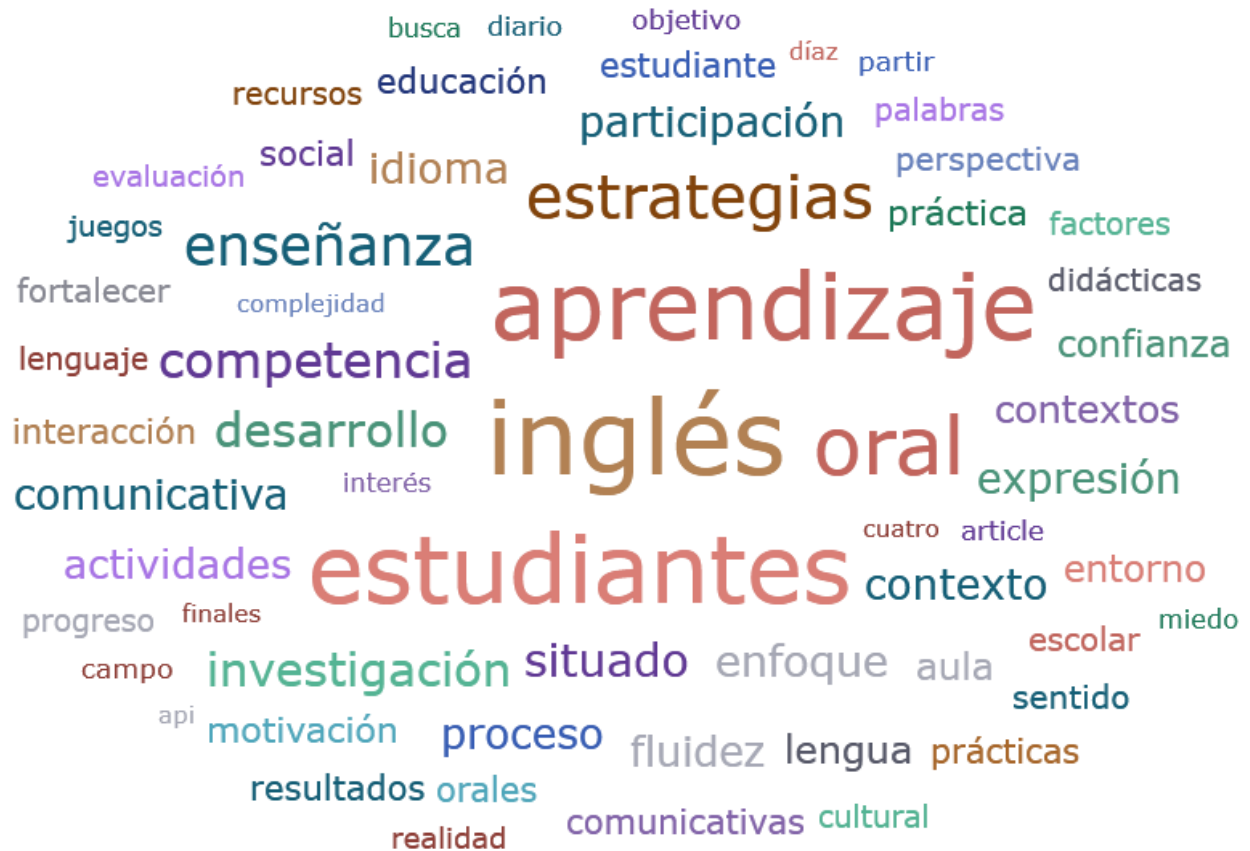 busca diario objetivo
recursos educación estudiante díaz partir
participación palabras
evaluación social idioma estrategias perspectiva
juegos enseñanza práctica factores
fortalecer complejidad aprendizaje didácticas
lenguaje competencia confianza
interacción desarrollo inglés oral contextos
comunicativa interés expresión
actividades estudiantes cuatro article
contexto entorno
progreso finales miedo
campo investigación situado enfoque aula escolar
api motivación proceso fluidez lengua prácticas sentido
resultados orales
realidad comunicativas cultural